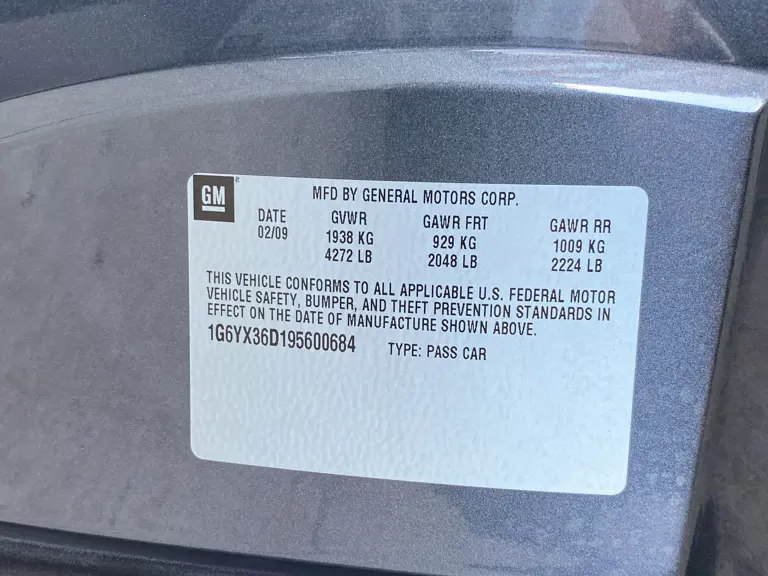 GM®
MFD BY GENERAL MOTORS CORP.
DATE GVWR GAWR FRT GAWR RR
02/09 1938 KG 929 KG 1009 KG
4272 LB 2048 LB 2224 LB
THIS VEHICLE CONFORMS TO ALL APPLICABLE U.S. FEDERAL MOTOR
VEHICLE SAFETY, BUMPER, AND THEFT PREVENTION STANDARDS IN
EFFECT ON THE DATE OF MANUFACTURE SHOWN ABOVE.
1G6YX36D195600684 TYPE: PASS CAR